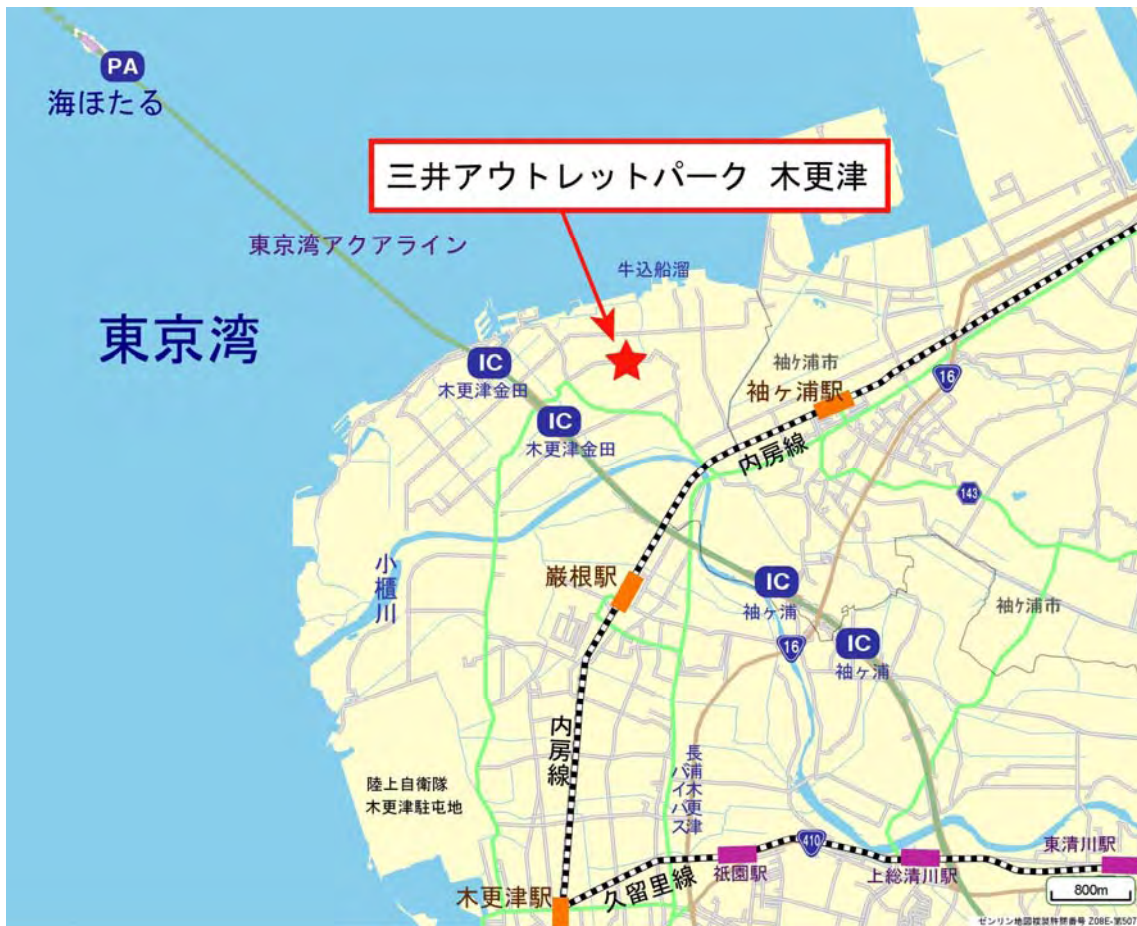 PA
海ほたる
三井アウトレットパーク 木更津
東京湾アクアライン
牛込船溜
東京湾
IC
木更津金田
袖ケ浦市
16
袖ヶ浦駅
IC
木更津金田
内房線
143
小櫃川
巌根駅
IC
袖ヶ浦
袖ケ浦市
16
IC
袖ヶ浦
内房線
長浦木更津
バイパス
陸上自衛隊
木更津駐屯地
410
東清川駅
祇園駅
上総清川駅
木更津駅
久留里線
800m
ゼンリン地図複製許諾番号 Z08E-第507